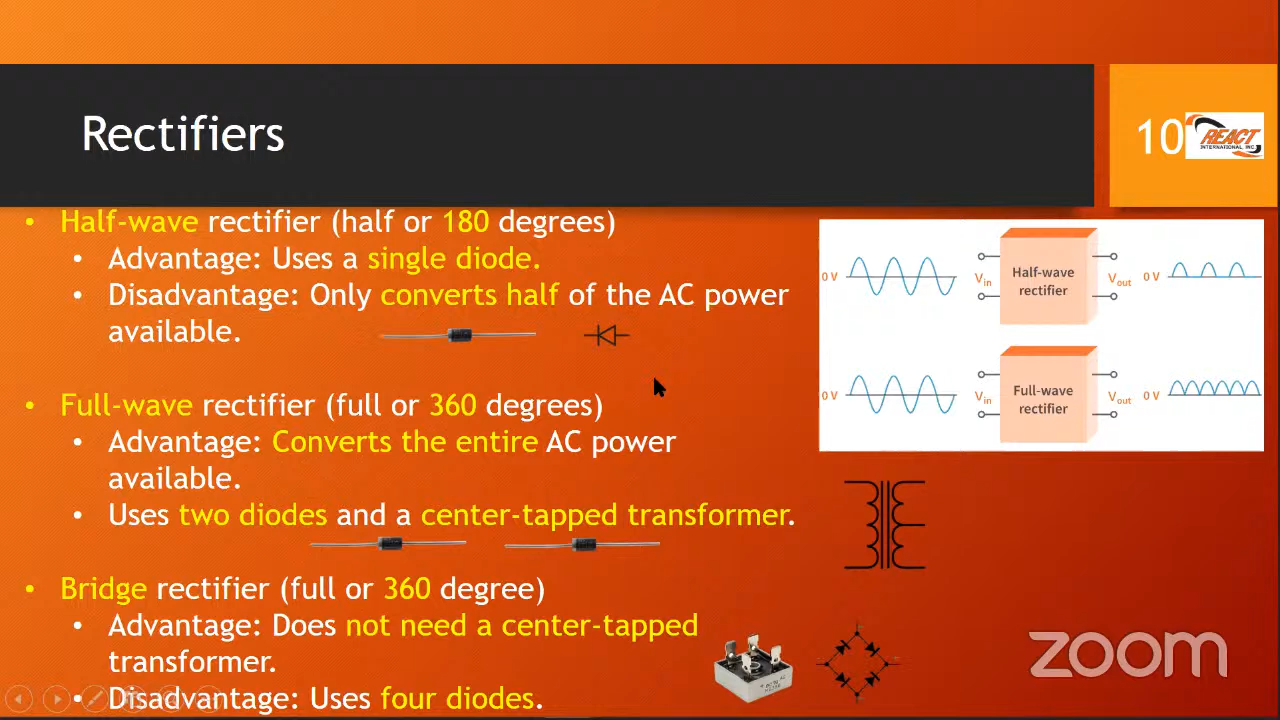 Rectifiers
10
REACT
INTERNATIONAL, INC.
• Half-wave rectifier (half or 180 degrees)
• Advantage: Uses a single diode.
• Disadvantage: Only converts half of the AC power
available.
• Full-wave rectifier (full or 360 degrees)
• Advantage: Converts the entire AC power
available.
• Uses two diodes and a center-tapped transformer.
• Bridge rectifier (full or 360 degree)
• Advantage: Does not need a center-tapped
transformer.
• Disadvantage: Uses four diodes.
0 V
Vin
Half-wave
rectifier
Vout
0 V
0 V
Vin
Full-wave
rectifier
Vout
0 V
zoom